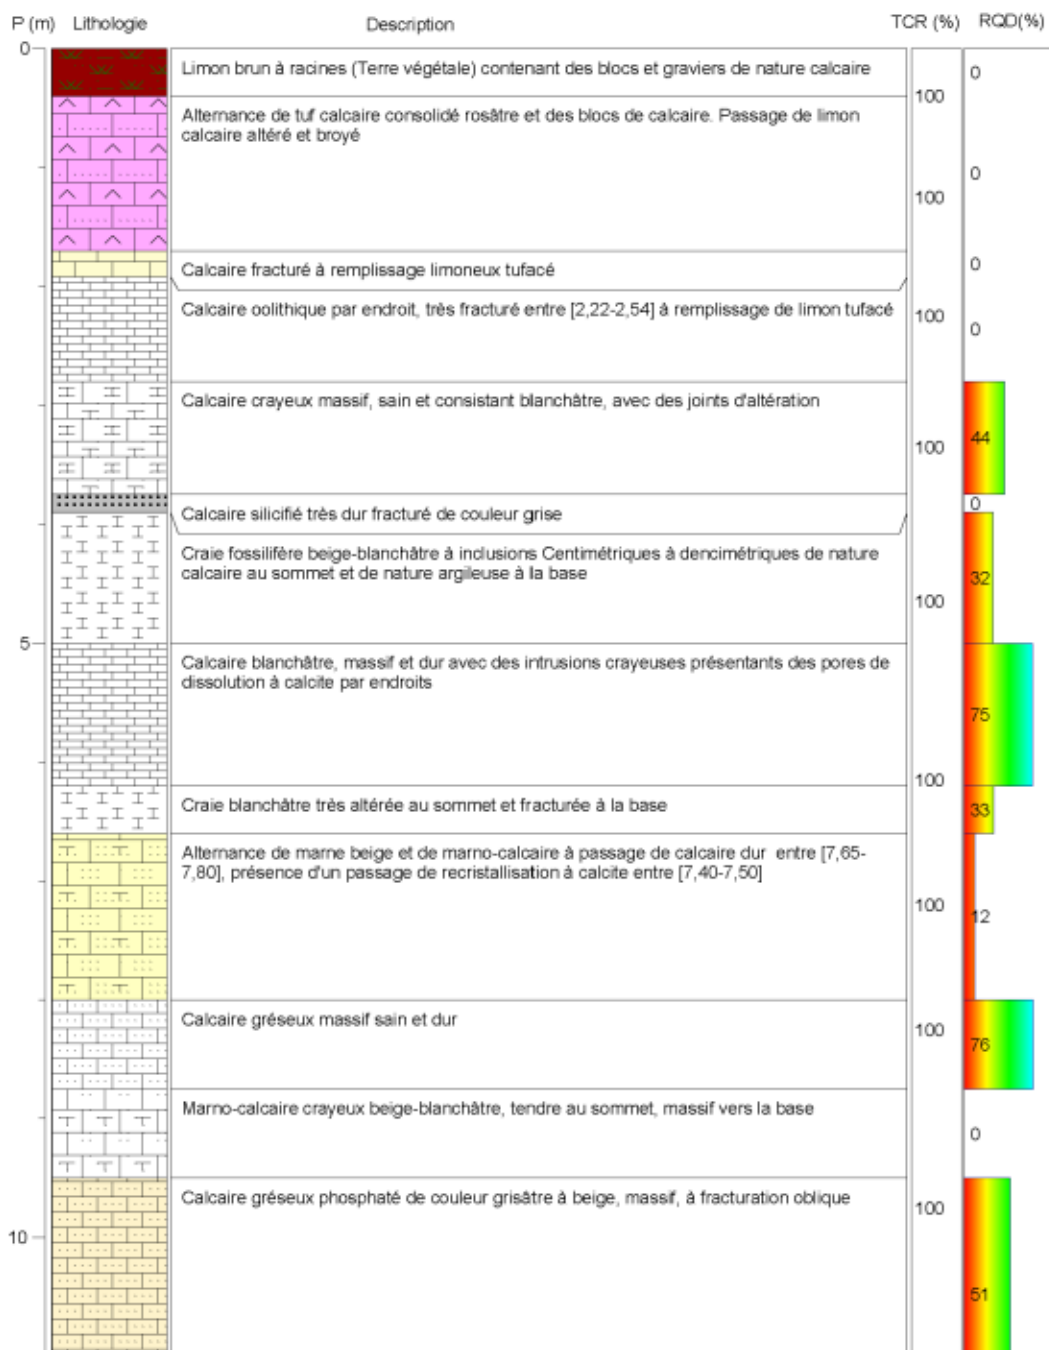 P (m) Lithologie Description TCR (%) RQD(%)
0
Limon brun à racines (Terre végétale) contenant des blocs et graviers de nature calcaire
0
100
Alternance de tuf calcaire consolidé rosâtre et des blocs de calcaire. Passage de limon
calcaire altéré et broyé
0
100
Calcaire fracturé à remplissage limoneux tufacé
0
Calcaire oolithique par endroit, très fracturé entre [2,22-2,54] à remplissage de limon tufacé
100
0
Calcaire crayeux massif, sain et consistant blanchâtre, avec des joints d'altération
44
100
0
Calcaire silicifié très dur fracturé de couleur grise
Craie fossilifère beige-blanchâtre à inclusions Centimétriques à dencimétriques de nature
calcaire au sommet et de nature argileuse à la base
32
100
5
Calcaire blanchâtre, massif et dur avec des intrusions crayeuses présentants des pores de
dissolution à calcite par endroits
75
100
Craie blanchâtre très altérée au sommet et fracturée à la base
33
Alternance de marne beige et de marno-calcaire à passage de calcaire dur entre [7,65-
7,80], présence d'un passage de recristallisation à calcite entre [7,40-7,50]
100
12
Calcaire gréseux massif sain et dur
100
76
Marno-calcaire crayeux beige-blanchâtre, tendre au sommet, massif vers la base
0
Calcaire gréseux phosphaté de couleur grisâtre à beige, massif, à fracturation oblique
100
10
51